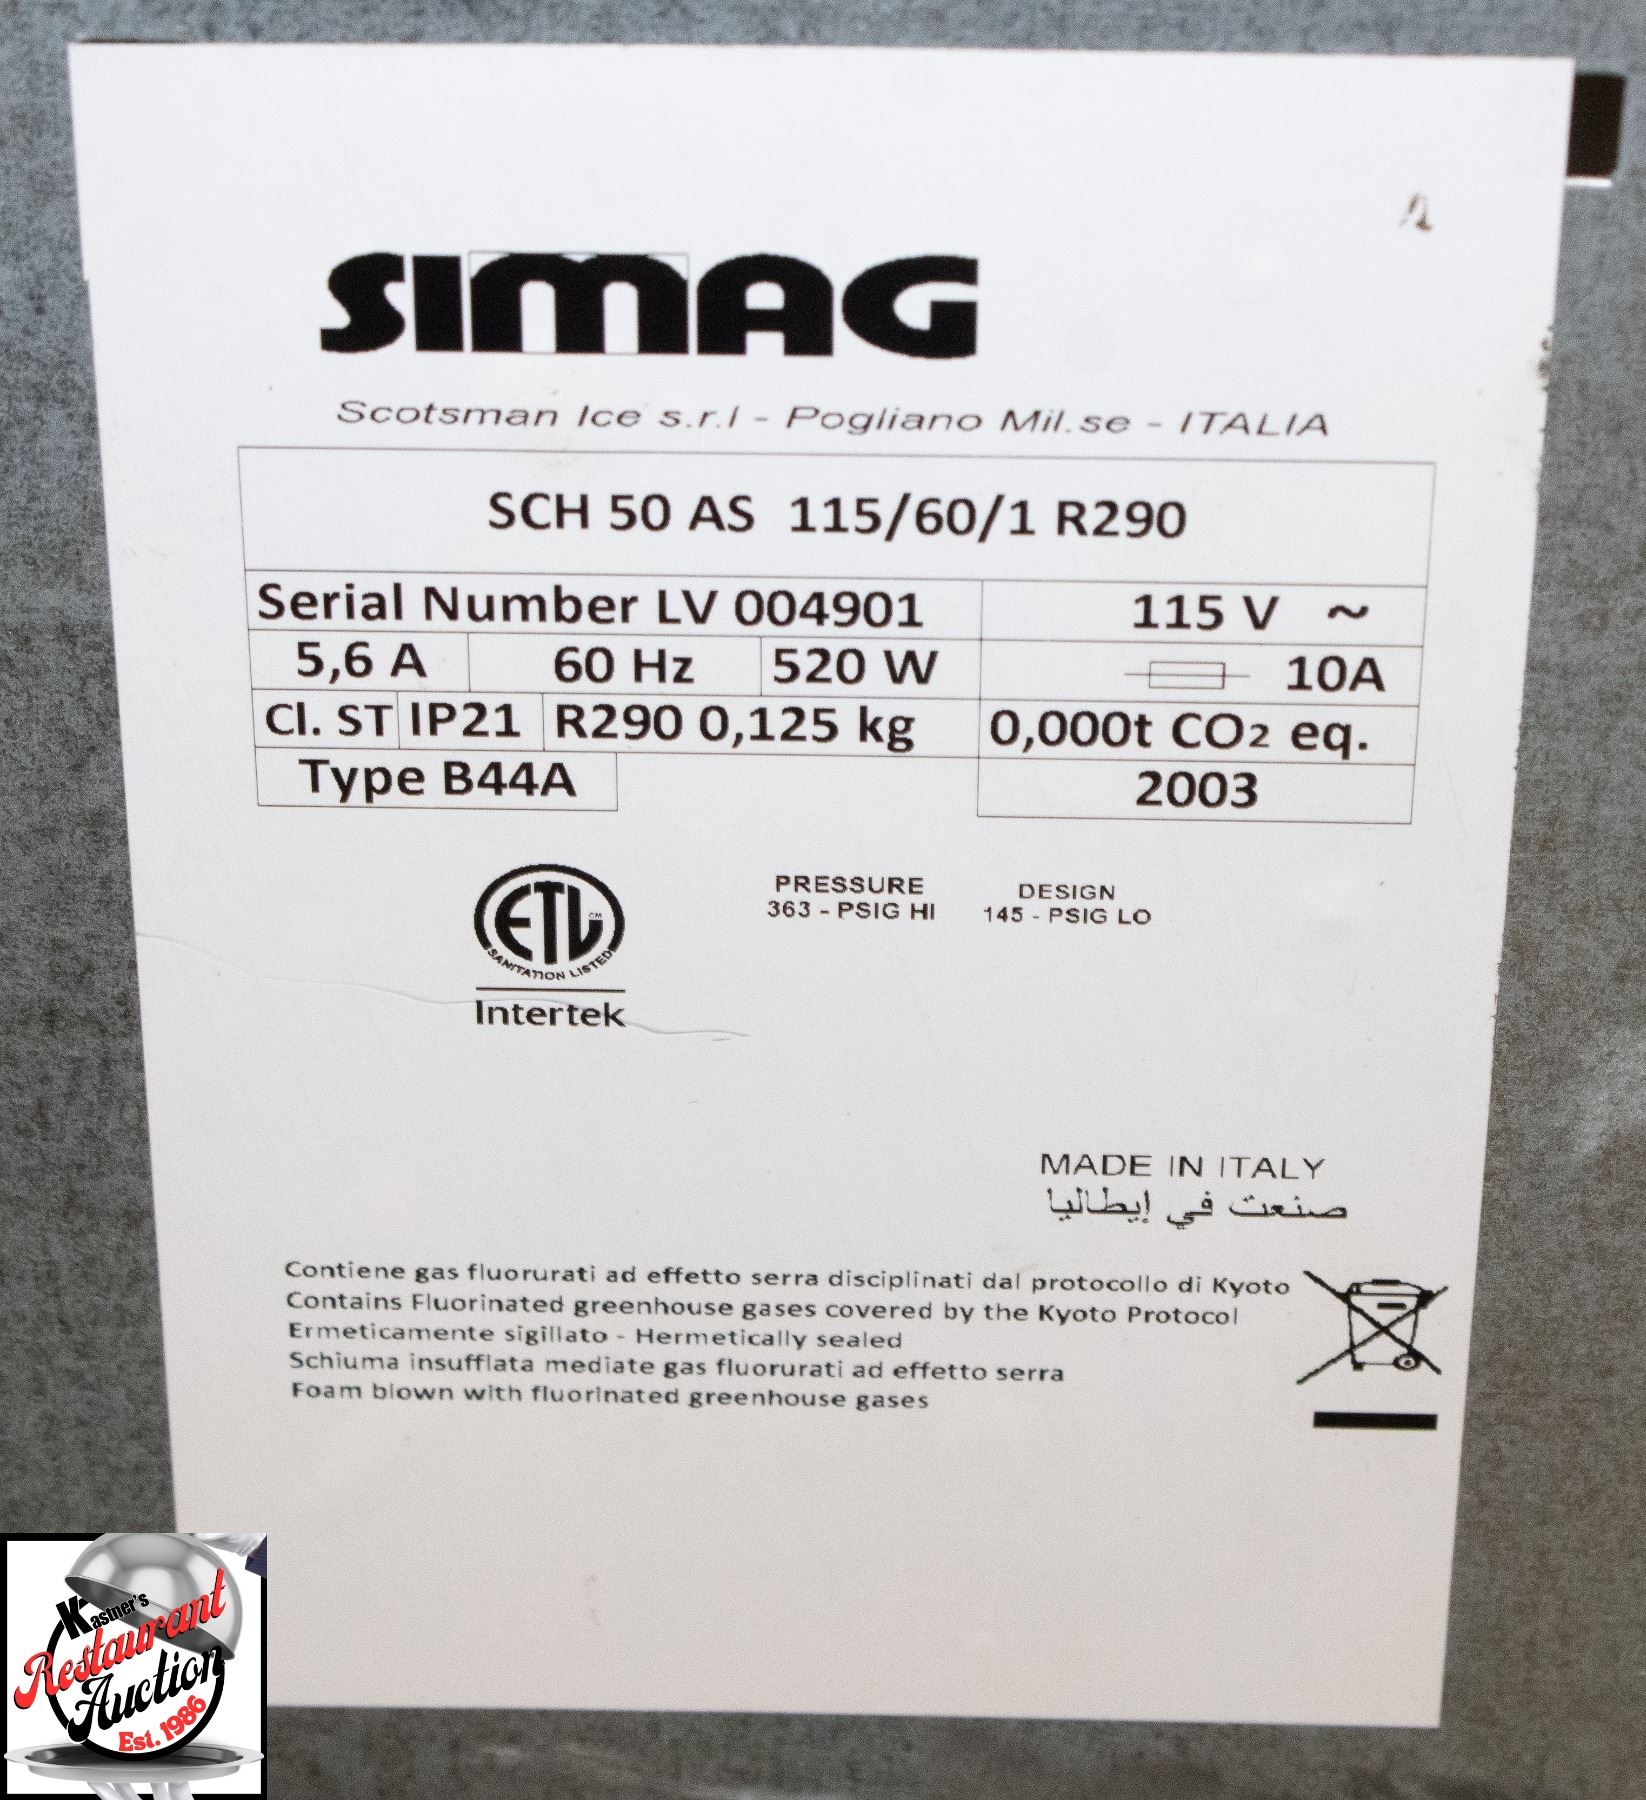 SIMAG
Scotsman Ice s.r.l - Pogliano Mil.se - ITALIA
SCH 50 AS 115/60/1 R290
Serial Number LV 004901 115 V ~
5,6 A 60 Hz 520 W 10A
Cl. ST IP21 R290 0,125 kg 0,000t CO2 eq.
Type B44A 2003
PRESSURE DESIGN
363 - PSIG HI 145 - PSIG LO
ETL CM
SANITATION LISTED
Intertek
MADE IN ITALY
صنعت في إيطاليا
Contiene gas fluorurati ad effetto serra disciplinati dal protocollo di Kyoto
Contains Fluorinated greenhouse gases covered by the Kyoto Protocol
Ermeticamente sigillato - Hermetically sealed
Schiuma insufflata mediate gas fluorurati ad effetto serra
Foam blown with fluorinated greenhouse gases
Kastner's
Restaurant
Auction
Est. 1986